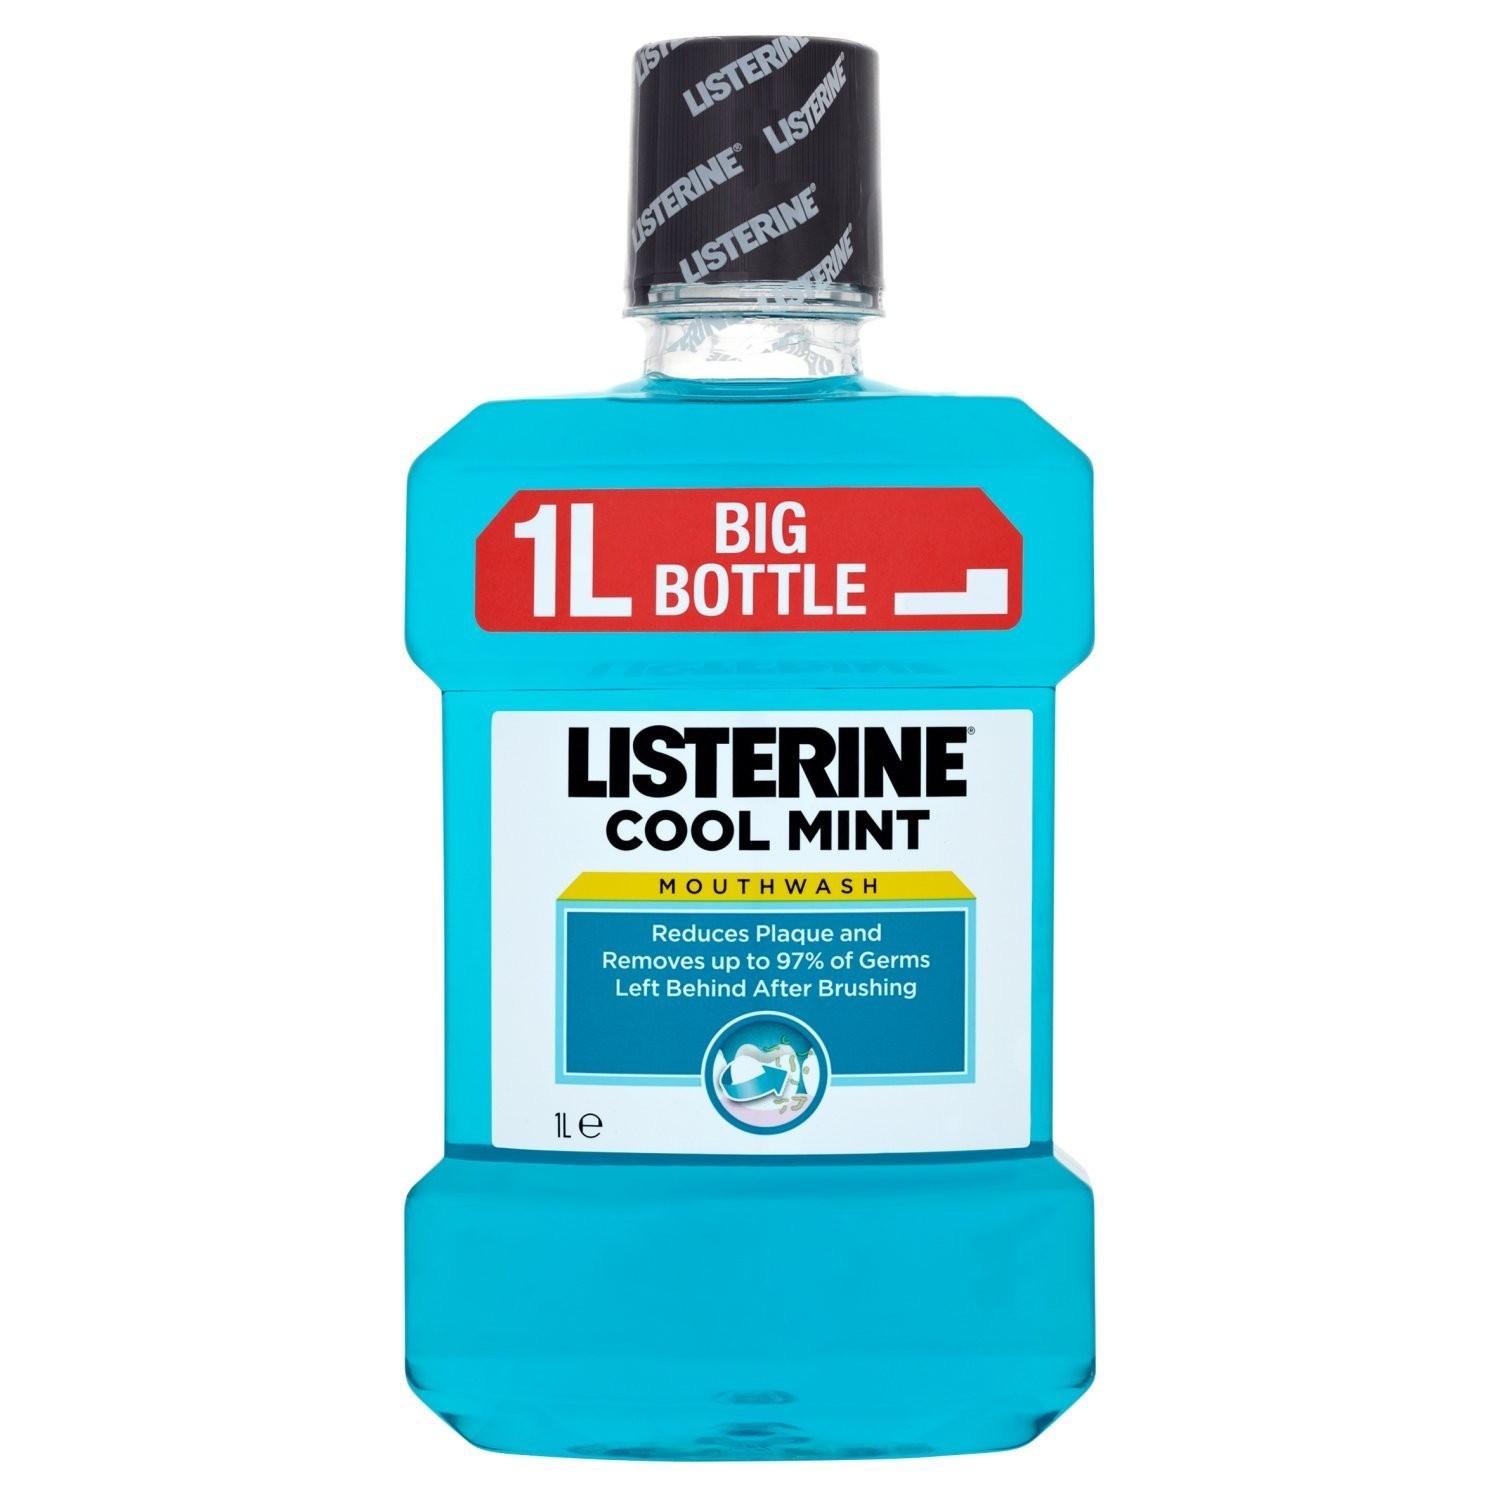 LISTERINE
LISTERINE
LISTERINE®
LISTERINE®
LISTERINE®
1L BIG
BOTTLE
LISTERINE®
COOL MINT
MOUTHWASH
Reduces Plaque and
Removes up to 97% of Germs
Left Behind After Brushing
1L ℮